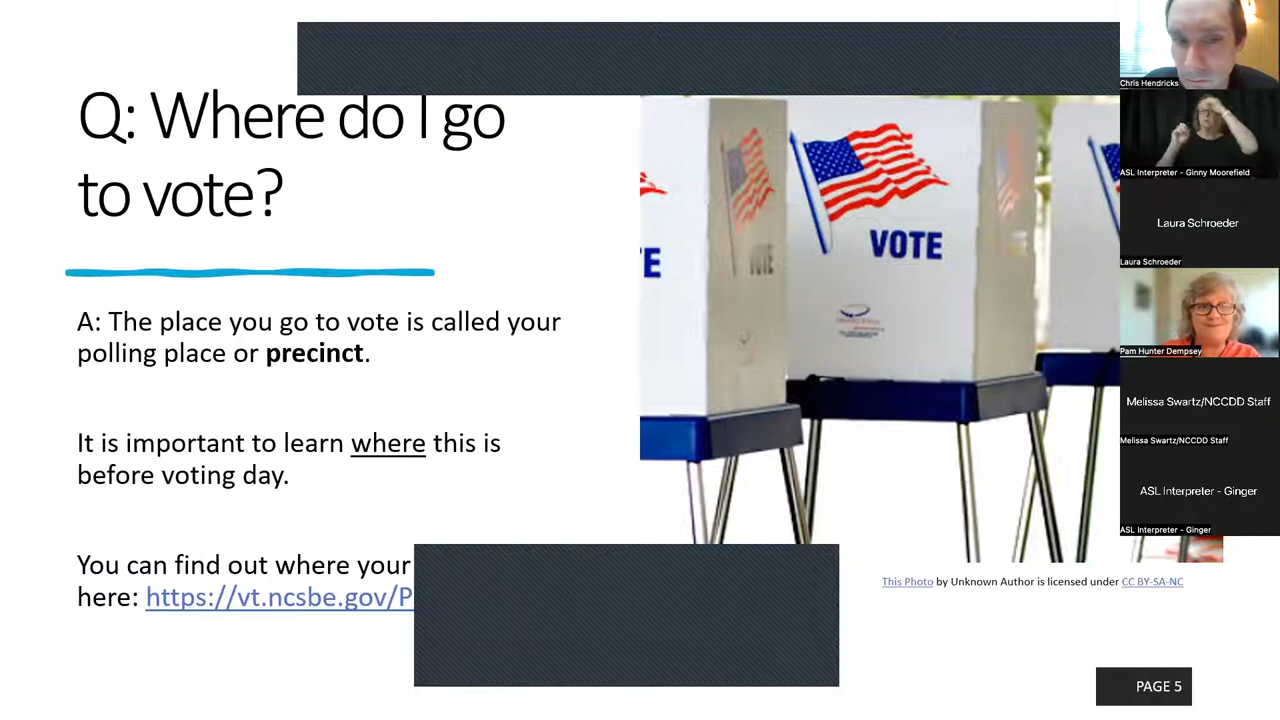 Q: Where do I go
to vote?
A: The place you go to vote is called your
polling place or precinct.
It is important to learn where this is
before voting day.
You can find out where your
here: https://vt.ncsbe.gov/P
TE
VOTE
VOTE
This Photo by Unknown Author is licensed under CC BY-SA-NC
PAGE 5
Chris Hendricks
ASL Interpreter - Ginny Moorefield
Laura Schroeder
Laura Schroeder
Pam Hunter Dempsey
Melissa Swartz/NCCDD Staff
Melissa Swartz/NCCDD Staff
ASL Interpreter - Ginger
ASL Interpreter - Ginger